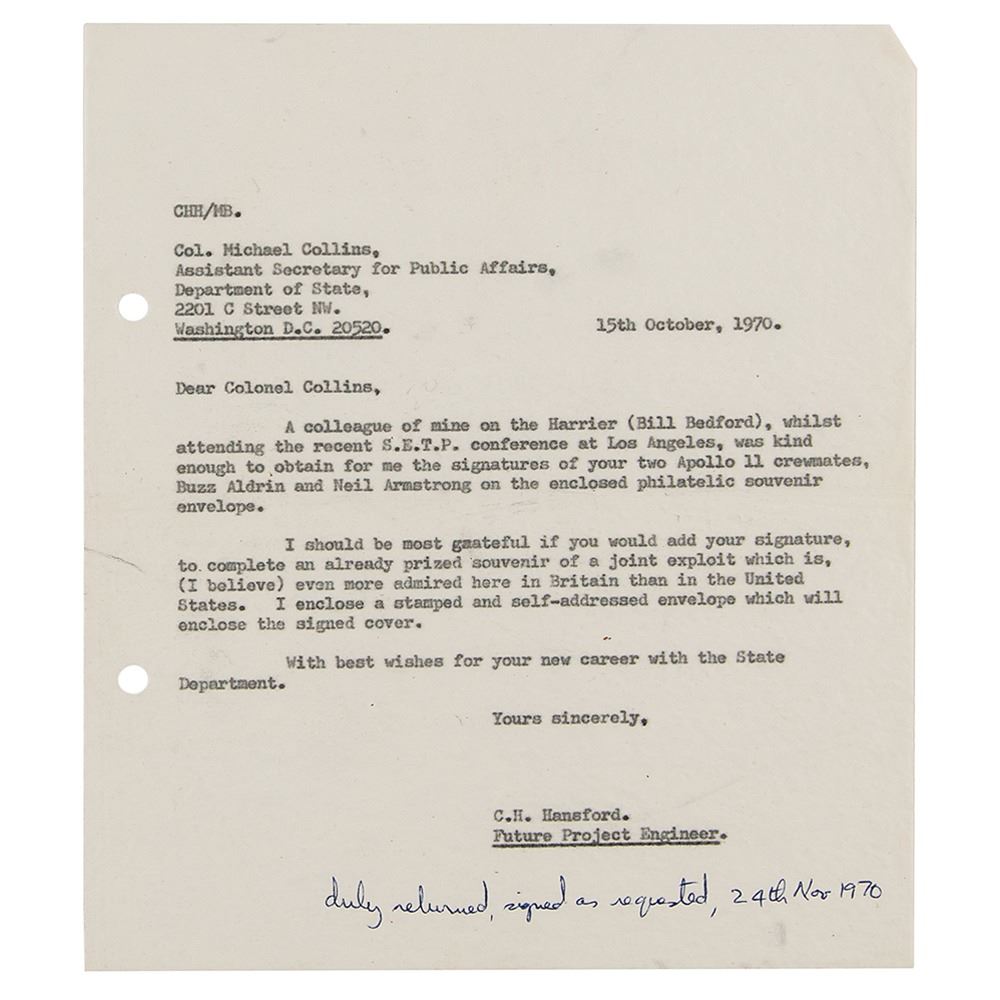 CHH/MB.
Col. Michael Collins,
Assistant Secretary for Public Affairs,
Department of State,
2201 C Street NW.
Washington D.C. 20520.
15th October, 1970.
Dear Colonel Collins,
A colleague of mine on the Harrier (Bill Bedford), whilst
attending the recent S.E.T.P. conference at Los Angeles, was kind
enough to obtain for me the signatures of your two Apollo 11 crewmates,
Buzz Aldrin and Neil Armstrong on the enclosed philatelic souvenir
envelope.
I should be most gaateful if you would add your signature,
to complete an already prized souvenir of a joint exploit which is,
(I believe) even more admired here in Britain than in the United
States. I enclose a stamped and self-addressed envelope which will
enclose the signed cover.
With best wishes for your new career with the State
Department.
Yours sincerely,
C.H. Hansford.
Future Project Engineer.
duly returned, signed as requested, 24th Nov 1970